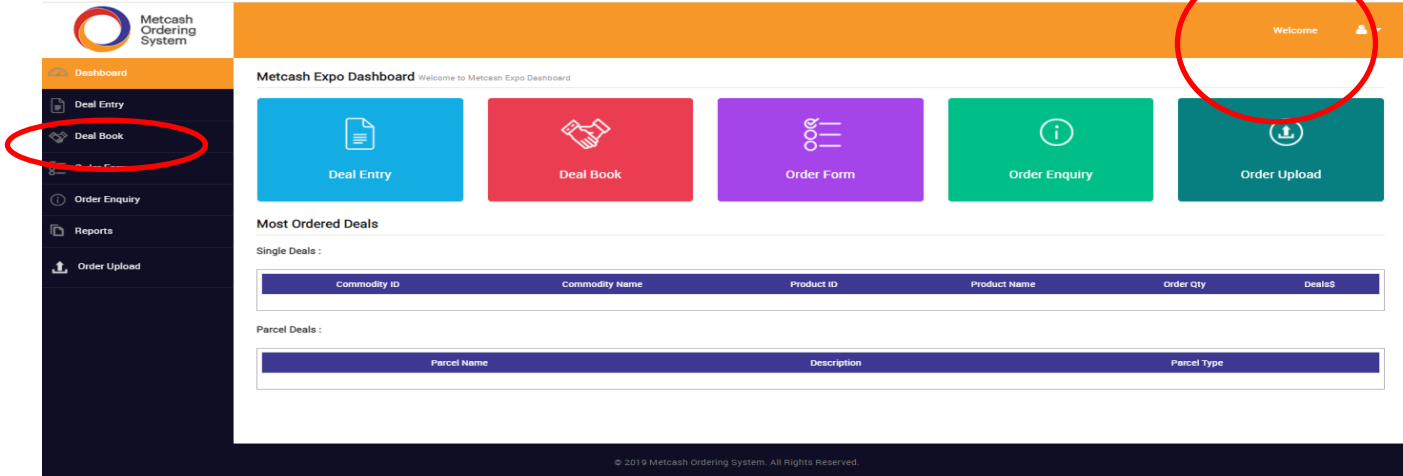 Metcash
Ordering
System
Welcome
Dashboard
Deal Entry
Deal Book
Order Enquiry
Reports
Order Upload
Metcash Expo Dashboard Welcome to Metcash Expo Dashboard
Deal Entry
Deal Book
Order Form
Order Enquiry
Order Upload
Most Ordered Deals
Single Deals :
Commodity ID Commodity Name Product ID Product Name Order Qty Deals$
Parcel Deals :
Parcel Name Description Parcel Type
© 2019 Metcash Ordering System. All Rights Reserved.